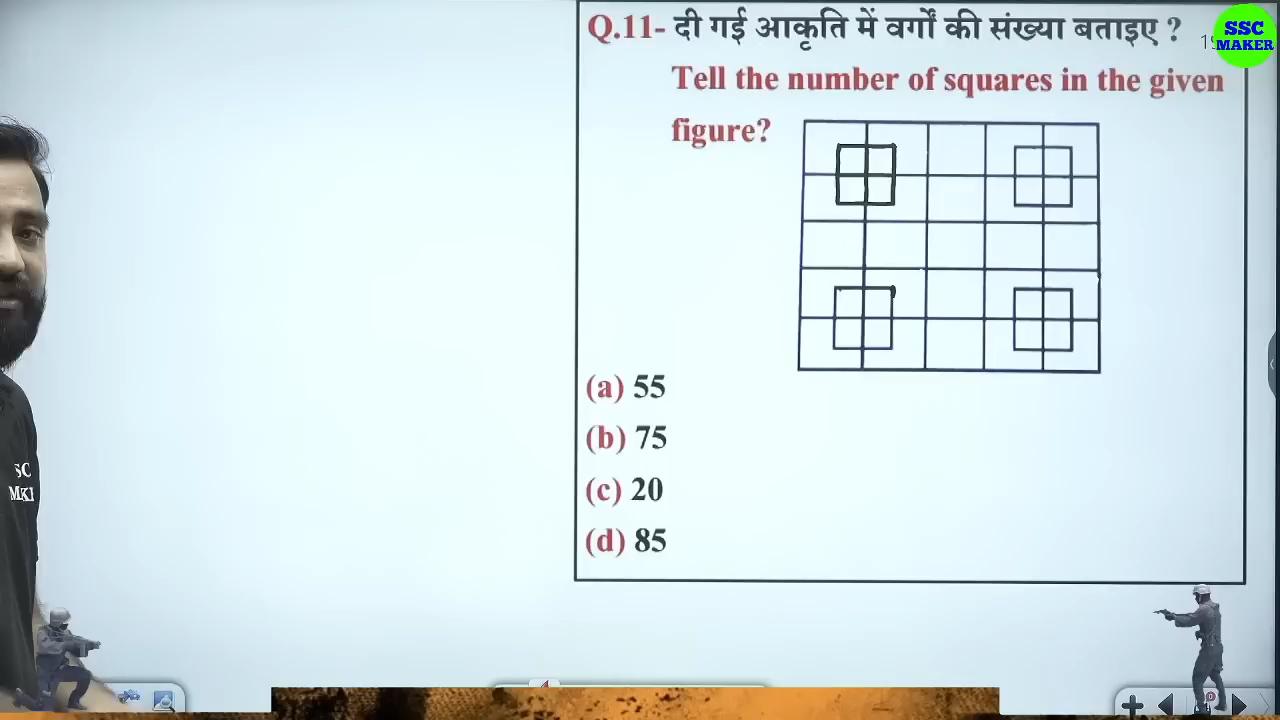 Q.11- दी गई आकृति में वर्गों की संख्या बताइए ?
SSC
MAKER
Tell the number of squares in the given
figure?
(a) 55
(b) 75
(c) 20
(d) 85